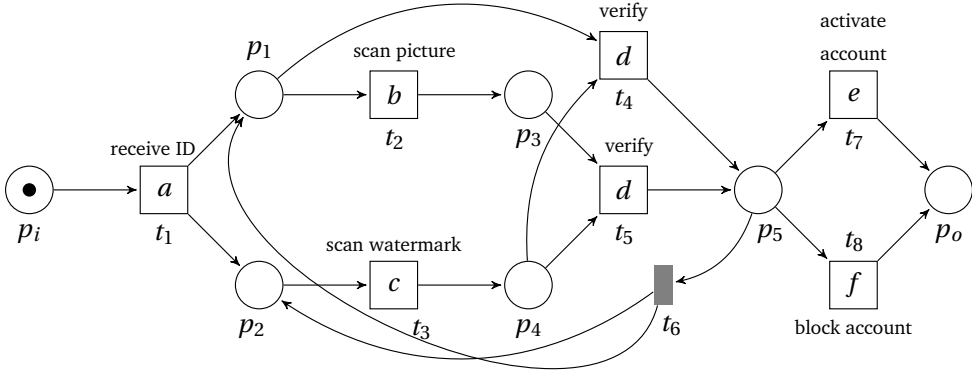 verify
activate
account
p1
scan picture
b
t2
d
t4
e
t7
p3
receive ID
a
t1
verify
d
t5
pi
p5
po
scan watermark
c
t3
p2
p4
t6
t8
f
block account